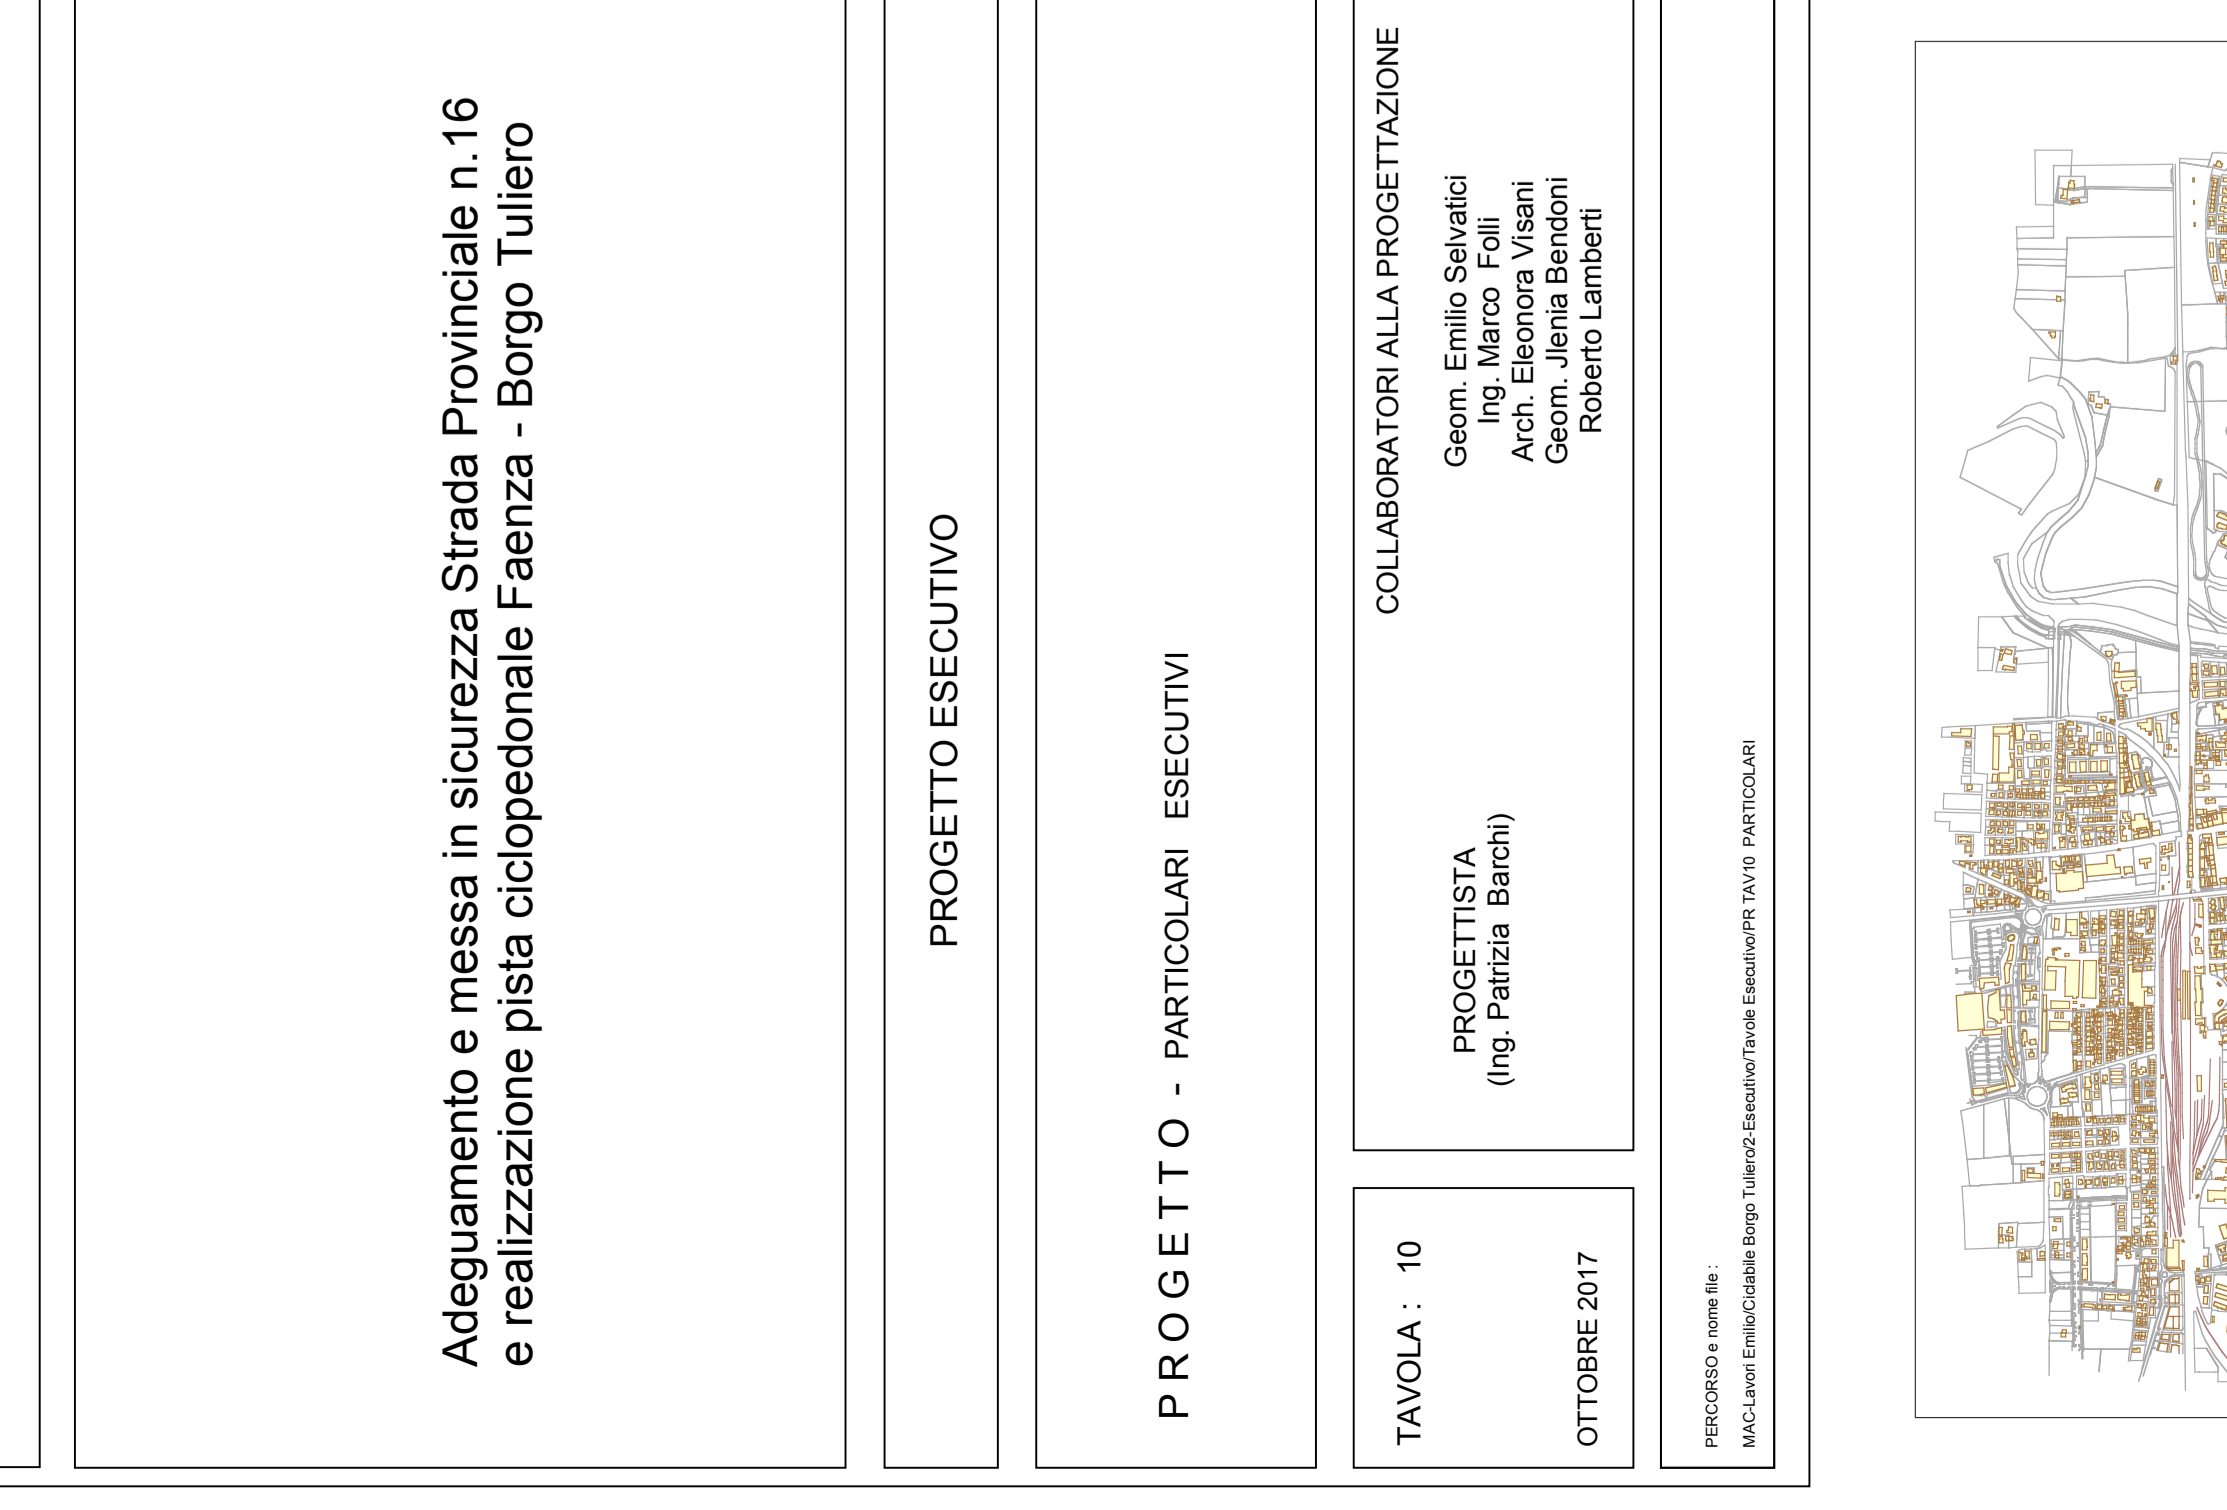 Adeguamento e messa in sicurezza Strada Provinciale n.16
e realizzazione pista ciclopedonale Faenza - Borgo Tuliero
PROGETTO ESECUTIVO
PROGETTO - PARTICOLARI ESECUTIVI
COLLABORATORI ALLA PROGETTAZIONE
Geom. Emilio Selvatici
Ing. Marco Folli
Arch. Eleonora Visani
Geom. Jlenia Bendoni
Roberto Lamberti
PROGETTISTA
(Ing. Patrizia Barchi)
TAVOLA : 10
OTTOBRE 2017
PERCORSO e nome file :
MAC-Lavori Emilio/Ciclabile Borgo Tuliero/2-Esecutivo/Tavole Esecutivo/PR TAV10 PARTICOLARI